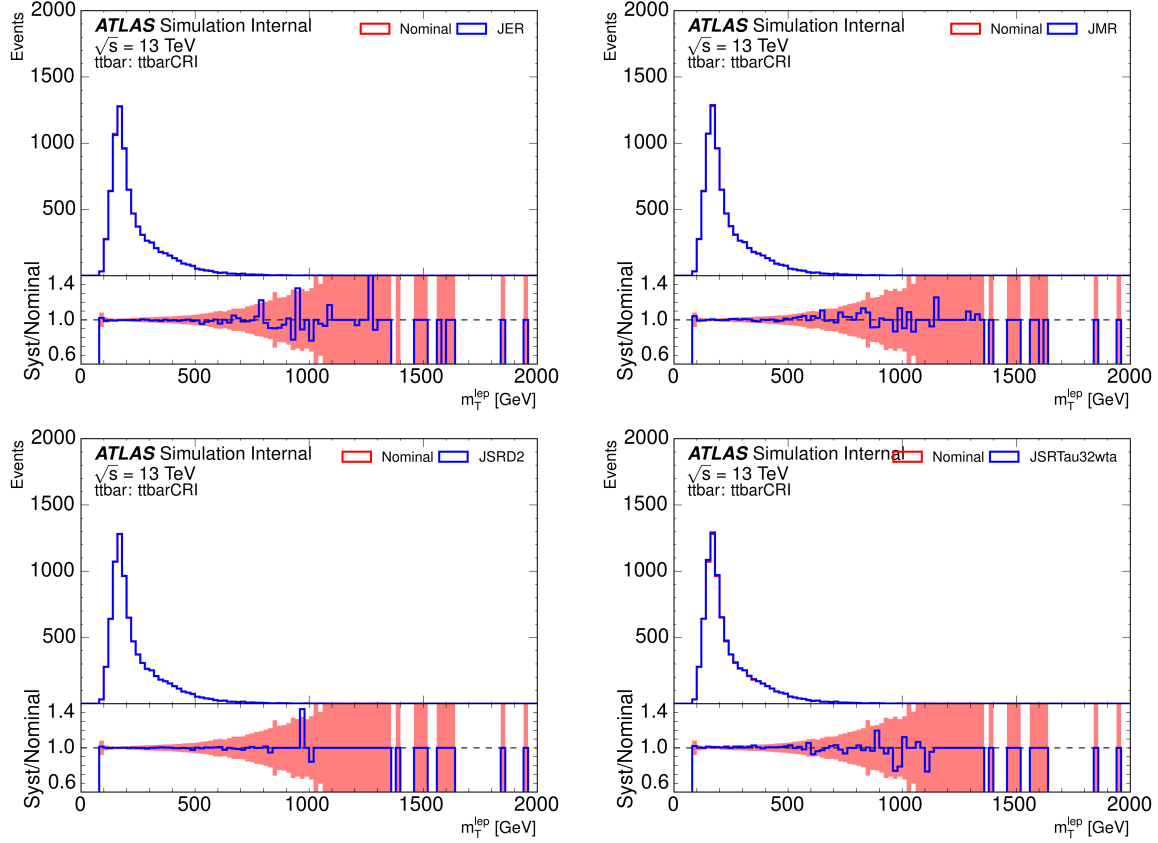 2000
1500
1000
500
Events
ATLAS Simulation Internal
√s = 13 TeV
ttbar: ttbarCRI
Nominal JER
1.4
1.0
0.6
Syst/Nominal
0 500 1000 1500 2000
m_T^lep [GeV]
2000
1500
1000
500
Events
ATLAS Simulation Internal
√s = 13 TeV
ttbar: ttbarCRI
Nominal JMR
1.4
1.0
0.6
Syst/Nominal
0 500 1000 1500 2000
m_T^lep [GeV]
2000
1500
1000
500
Events
ATLAS Simulation Internal
√s = 13 TeV
ttbar: ttbarCRI
Nominal JSRD2
1.4
1.0
0.6
Syst/Nominal
0 500 1000 1500 2000
m_T^lep [GeV]
2000
1500
1000
500
Events
ATLAS Simulation Internal
√s = 13 TeV
ttbar: ttbarCRI
Nominal JSRTau32wta
1.4
1.0
0.6
Syst/Nominal
0 500 1000 1500 2000
m_T^lep [GeV]